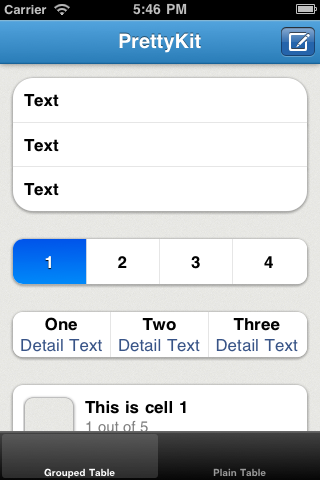 Carrier 5:46 PM
PrettyKit
Text
Text
Text
1 2 3 4
One Two Three
Detail Text Detail Text Detail Text
This is cell 1
1 out of 5
Grouped Table Plain Table